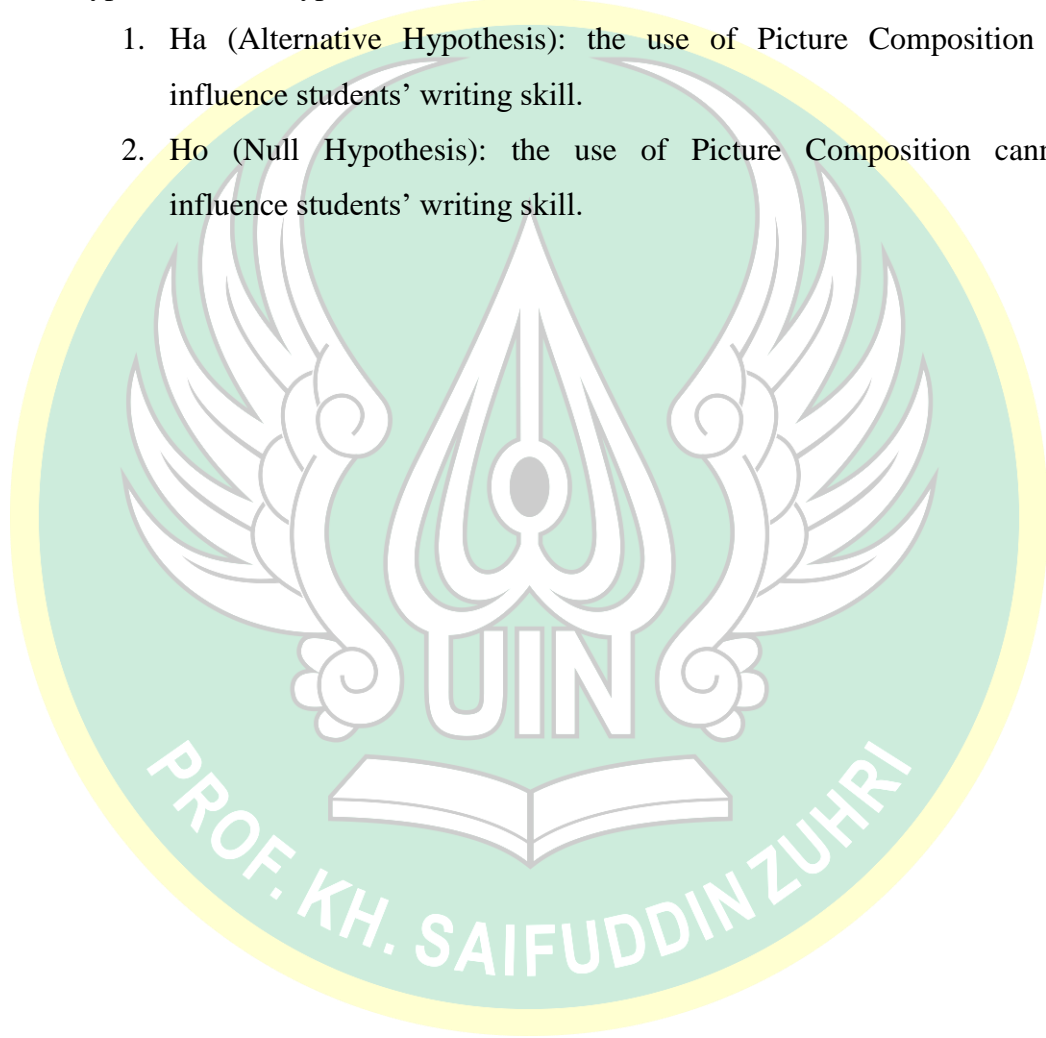 1. Ha (Alternative Hypothesis): the use of Picture Composition
influence students’ writing skill.
2. Ho (Null Hypothesis): the use of Picture Composition
influence students’ writing skill.
UIN
PROF. KH. SAIFUDDIN ZUHRI